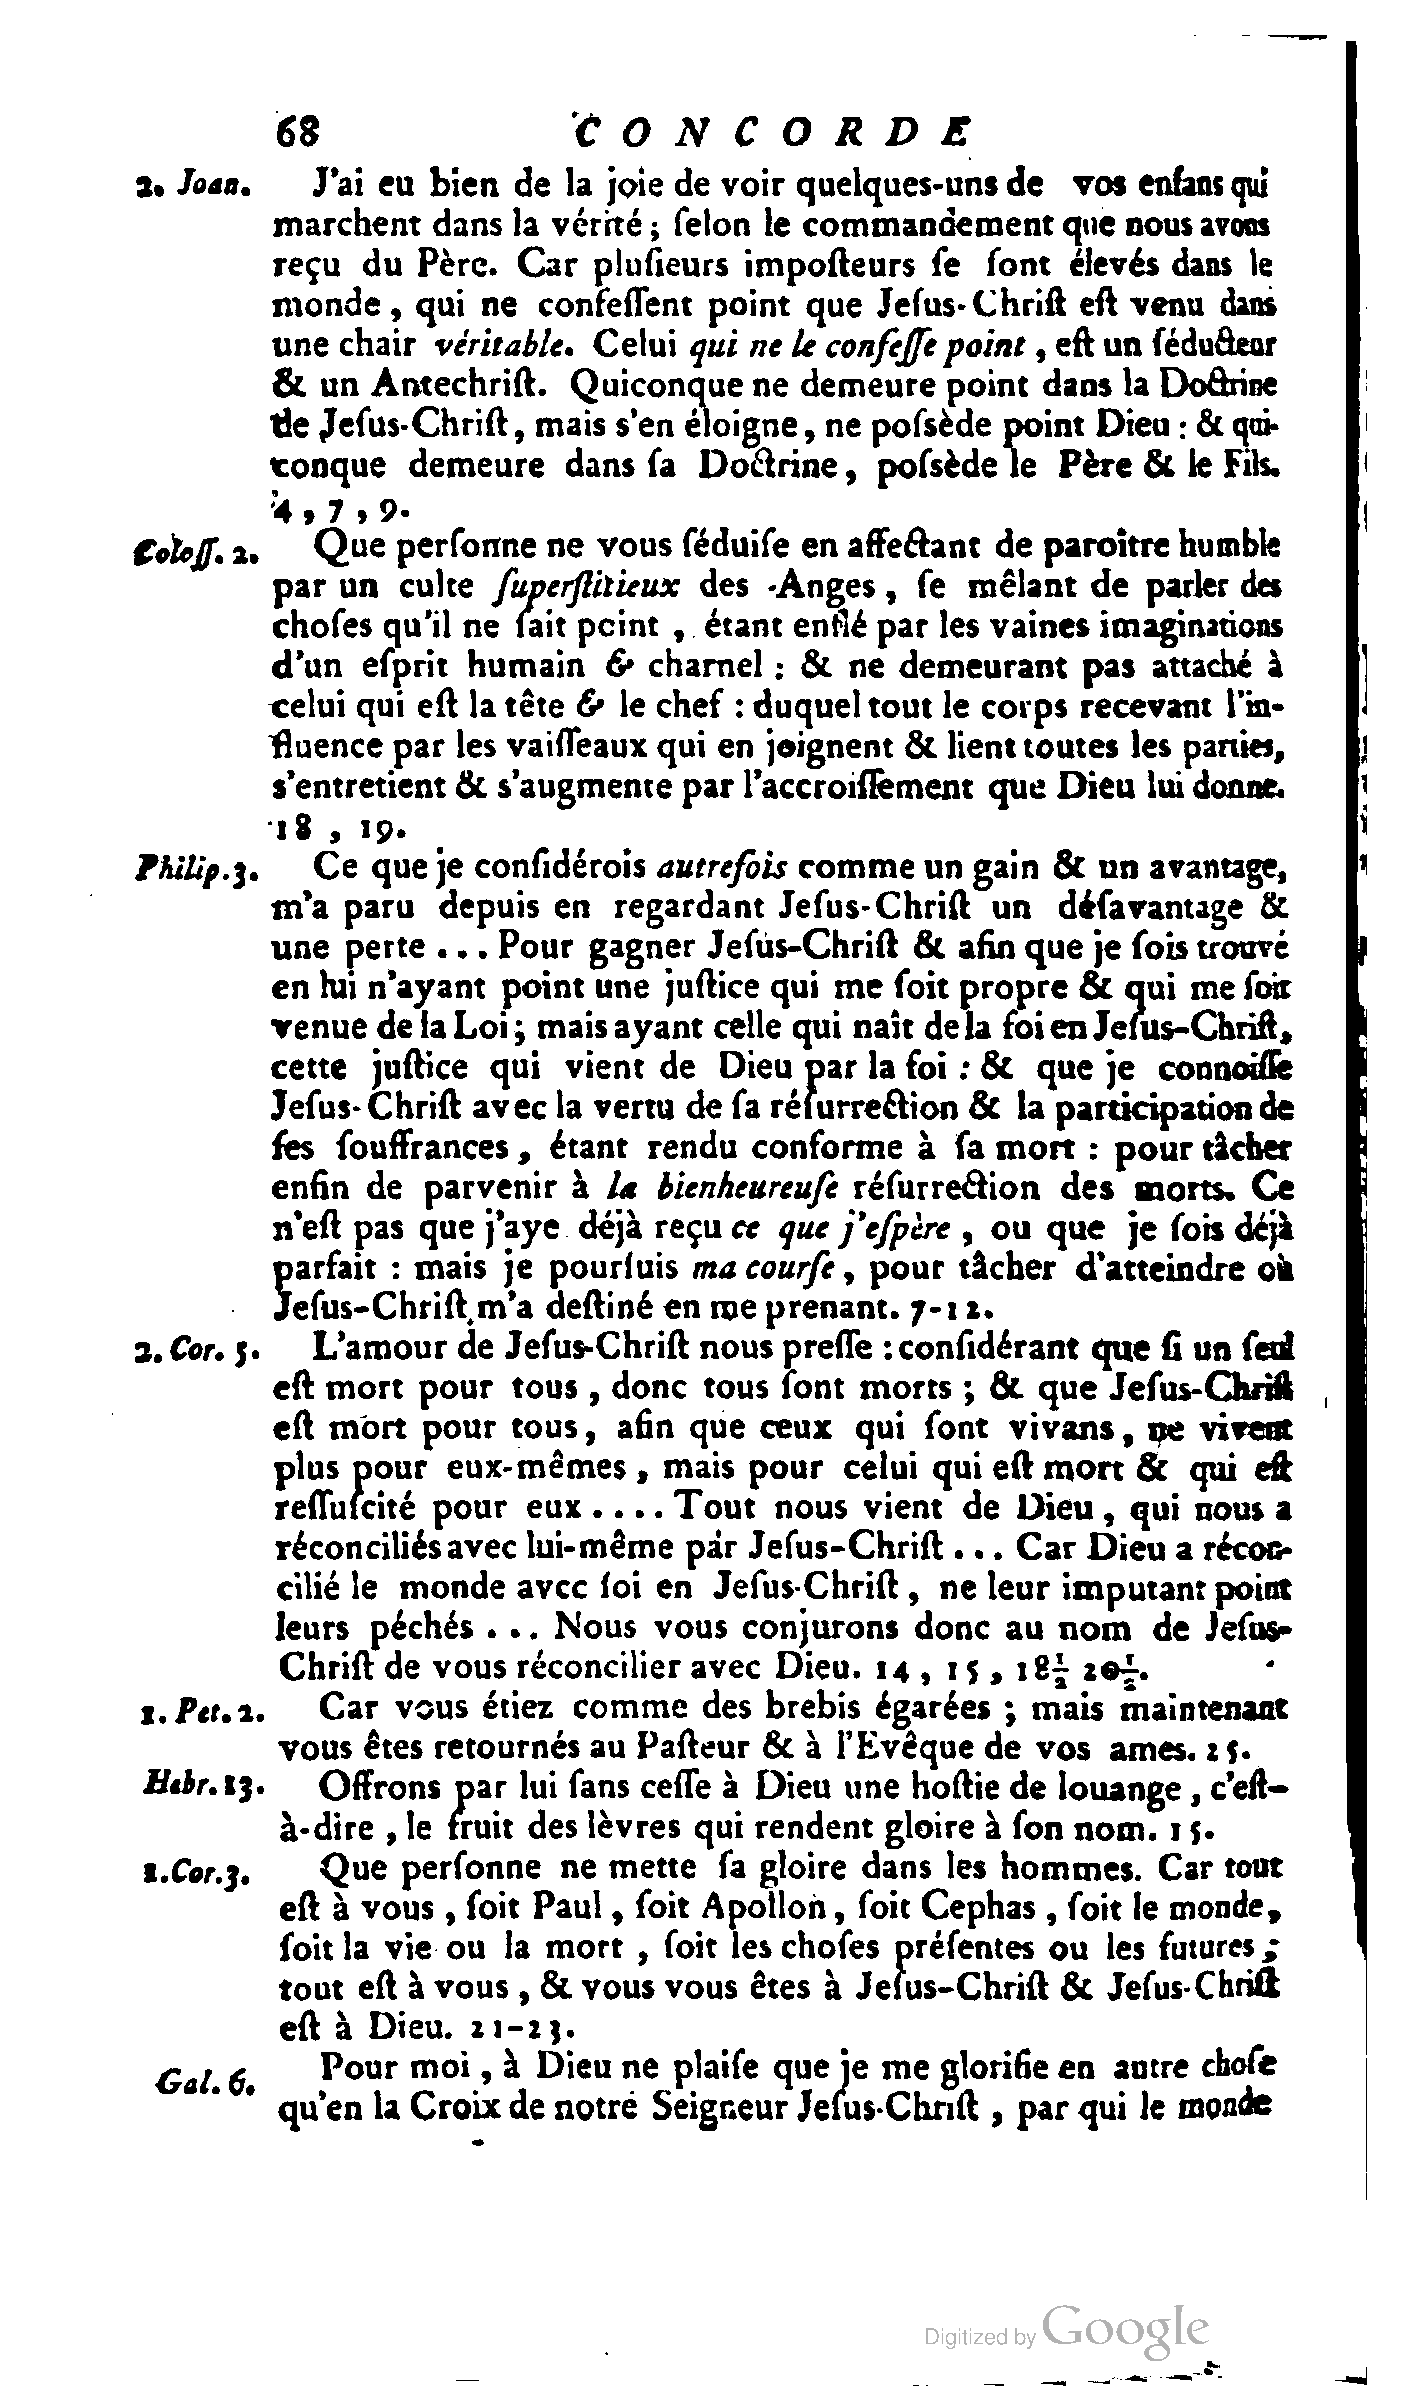 68 CONCORDE
2. Joan. J'ai eu bien de la joie de voir quelques-uns de vos enfans qui
marchent dans la vérité ; ſelon le commandement que nous avons
reçu du Père. Car pluſieurs impoſteurs ſe ſont élevés dans le
monde , qui ne confeſſent point que Jeſus-Chriſt eſt venu dans
une chair véritable. Celui qui ne le confeſſe point , eſt un ſéducteur
& un Antechriſt. Quiconque ne demeure point dans la Doctrine
de Jeſus-Chriſt, mais s'en éloigne, ne poſsède point Dieu : & qui-
conque demeure dans ſa Doctrine, poſsède le Père & le Fils.
4 , 7 , 9.
Coloſſ. 2. Que perſonne ne vous ſéduiſe en affectant de paroître humble
par un culte ſuperſtitieux des Anges , ſe mêlant de parler des
choſes qu'il ne ſait point , étant enflé par les vaines imaginations
d'un eſprit humain & charnel : & ne demeurant pas attaché à
celui qui eſt la tête & le chef : duquel tout le corps recevant l'in-
fluence par les vaiſſeaux qui en joignent & lient toutes les parties,
s'entretient & s'augmente par l'accroiſſement que Dieu lui donne.
18 , 19.
Philip. 3. Ce que je conſidérois autrefois comme un gain & un avantage,
m'a paru depuis en regardant Jeſus-Chriſt un déſavantage &
une perte ... Pour gagner Jeſus-Chriſt & afin que je ſois trouvé
en lui n'ayant point une juſtice qui me ſoit propre & qui me ſoit
venue de la Loi ; mais ayant celle qui naît de la foi en Jeſus-Chriſt,
cette juſtice qui vient de Dieu par la foi : & que je connoiſſe
Jeſus-Chriſt avec la vertu de ſa réſurrection & la participation de
ſes ſouffrances , étant rendu conforme à ſa mort : pour tâcher
enfin de parvenir à la bienheureuſe réſurrection des morts. Ce
n'eſt pas que j'aye déjà reçu ce que j'eſpère , ou que je ſois déjà
parfait : mais je pourſuis ma courſe , pour tâcher d'atteindre où
Jeſus-Chriſt m'a deſtiné en me prenant. 7-12.
2. Cor. 5. L'amour de Jeſus-Chriſt nous preſſe : conſidérant que ſi un ſeul
eſt mort pour tous , donc tous ſont morts ; & que Jeſus-Chriſt
eſt mort pour tous, afin que ceux qui ſont vivans , ne vivent
plus pour eux-mêmes , mais pour celui qui eſt mort & qui eſt
reſſuſcité pour eux .... Tout nous vient de Dieu , qui nous a
réconciliés avec lui-même par Jeſus-Chriſt ... Car Dieu a récon-
cilié le monde avec ſoi en Jeſus-Chriſt , ne leur imputant point
leurs péchés ... Nous vous conjurons donc au nom de Jeſus-
Chriſt de vous réconcilier avec Dieu. 14 , 15 , 18½ 20½.
1. Pet. 2. Car vous étiez comme des brebis égarées ; mais maintenant
vous êtes retournés au Paſteur & à l'Evêque de vos ames. 25.
Hebr. 13. Offrons par lui ſans ceſſe à Dieu une hoſtie de louange , c'eſt-
à-dire , le fruit des lèvres qui rendent gloire à ſon nom. 15.
1. Cor. 3. Que perſonne ne mette ſa gloire dans les hommes. Car tout
eſt à vous , ſoit Paul , ſoit Apollon , ſoit Cephas , ſoit le monde,
ſoit la vie ou la mort , ſoit les choſes préſentes ou les futures ;
tout eſt à vous , & vous vous êtes à Jeſus-Chriſt & Jeſus-Chriſt
eſt à Dieu. 21-23.
Gal. 6. Pour moi , à Dieu ne plaiſe que je me glorifie en autre choſe
qu'en la Croix de notre Seigneur Jeſus-Chriſt , par qui le monde
Digitized by Google